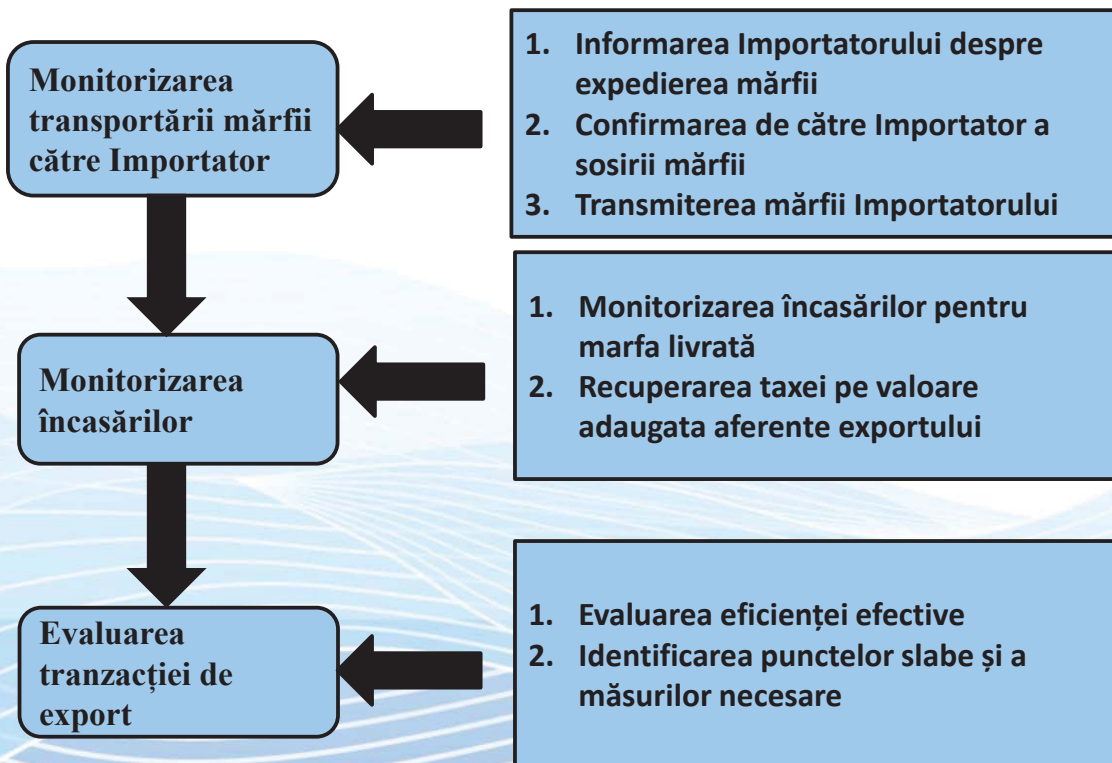 Monitorizarea
transportării mărfii
către Importator
1. Informarea Importatorului despre
expedierea mărfii
2. Confirmarea de către Importator a
sosirii mărfii
3. Transmiterea mărfii Importatorului
Monitorizarea
încasărilor
1. Monitorizarea încasărilor pentru
marfa livrată
2. Recuperarea taxei pe valoare
adaugata aferente exportului
Evaluarea
tranzacției de
export
1. Evaluarea eficienței efective
2. Identificarea punctelor slabe și a
măsurilor necesare